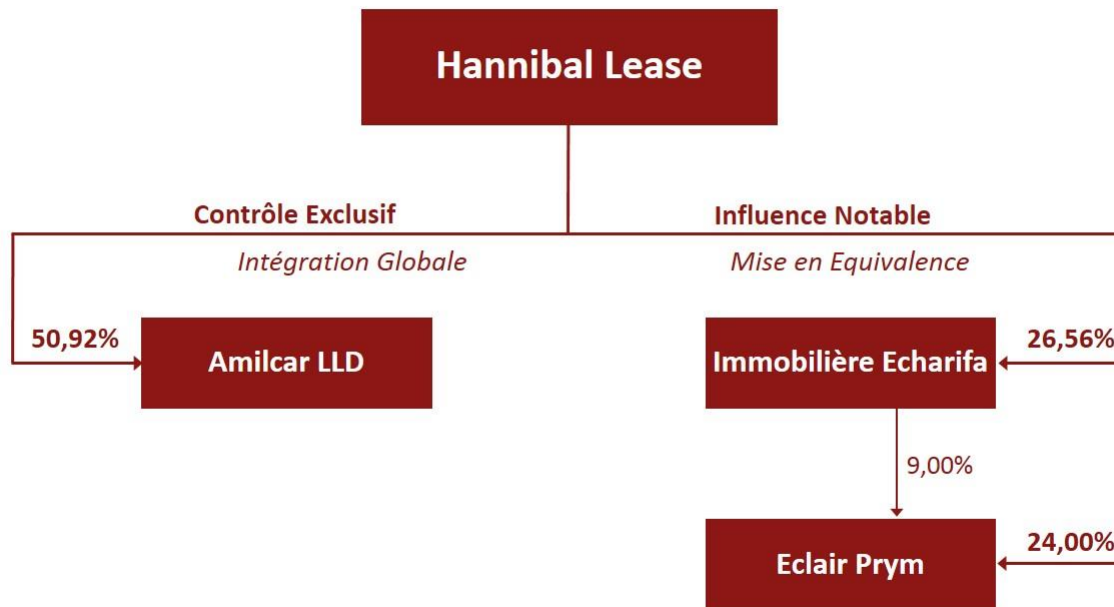 Hannibal Lease
Contrôle Exclusif
Influence Notable
Intégration Globale
Mise en Equivalence
50,92%
Amilcar LLD
Immobilière Echarifa
26,56%
9,00%
Eclair Prym
24,00%